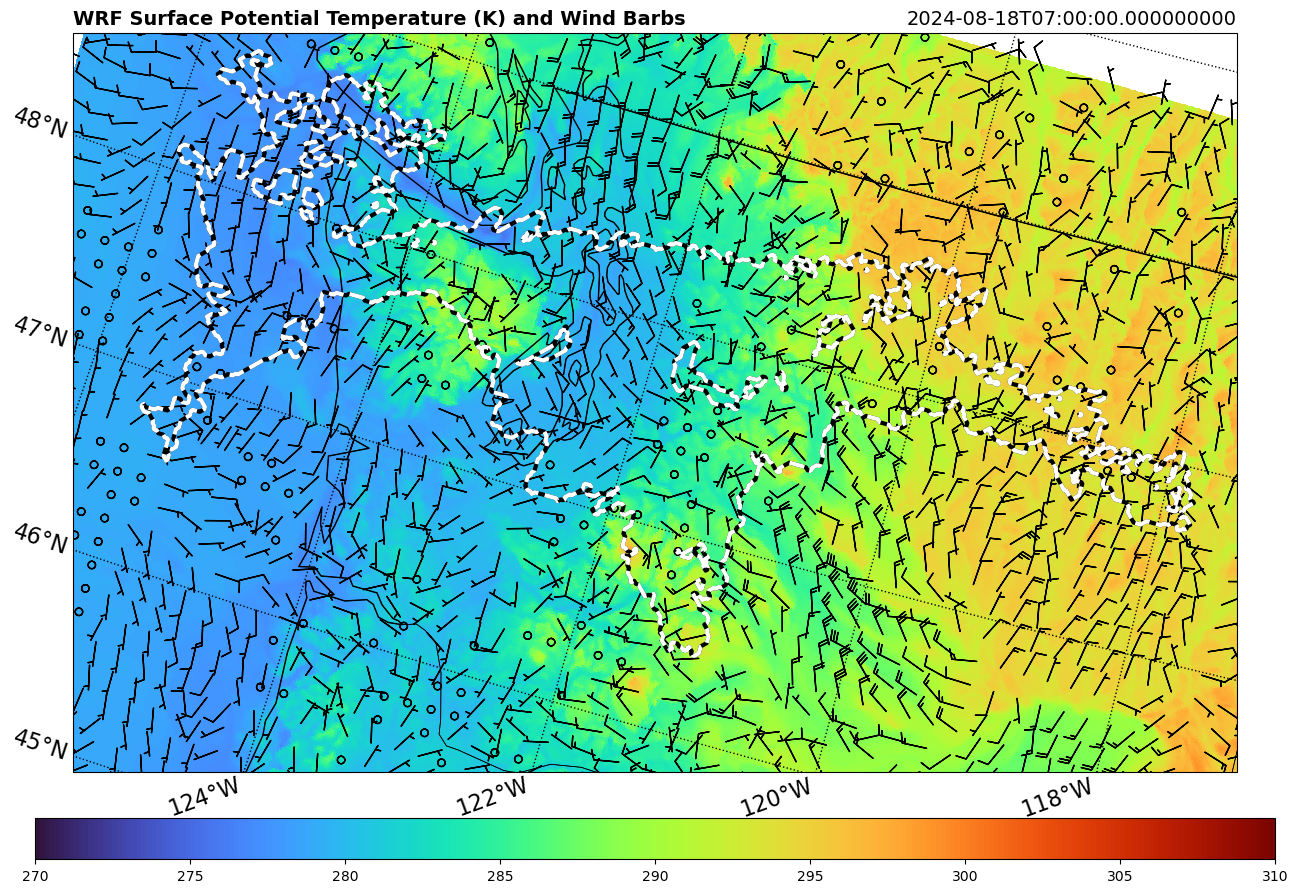 WRF Surface Potential Temperature (K) and Wind Barbs
2024-08-18T07:00:00.000000000
48°N
47°N
46°N
45°N
124°W
122°W
120°W
118°W
270
275
280
285
290
295
300
305
310